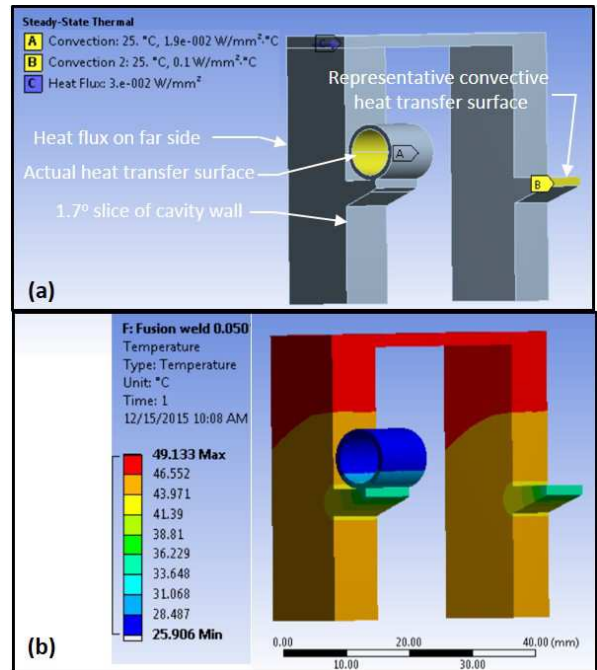 Steady-State Thermal
A Convection: 25. °C, 1.9e-002 W/mm²·°C
B Convection 2: 25. °C, 0.1 W/mm²·°C
C Heat Flux: 3.e-002 W/mm²
C
Representative convective
heat transfer surface
Heat flux on far side
A
Actual heat transfer surface
B
1.7º slice of cavity wall
(a)
F: Fusion weld 0.050
Temperature
Type: Temperature
Unit: °C
Time: 1
12/15/2015 10:08 AM
49.133 Max
46.552
43.971
41.39
38.81
36.229
33.648
31.068
28.487
25.906 Min
(b)
0.00 20.00 40.00 (mm)
10.00 30.00